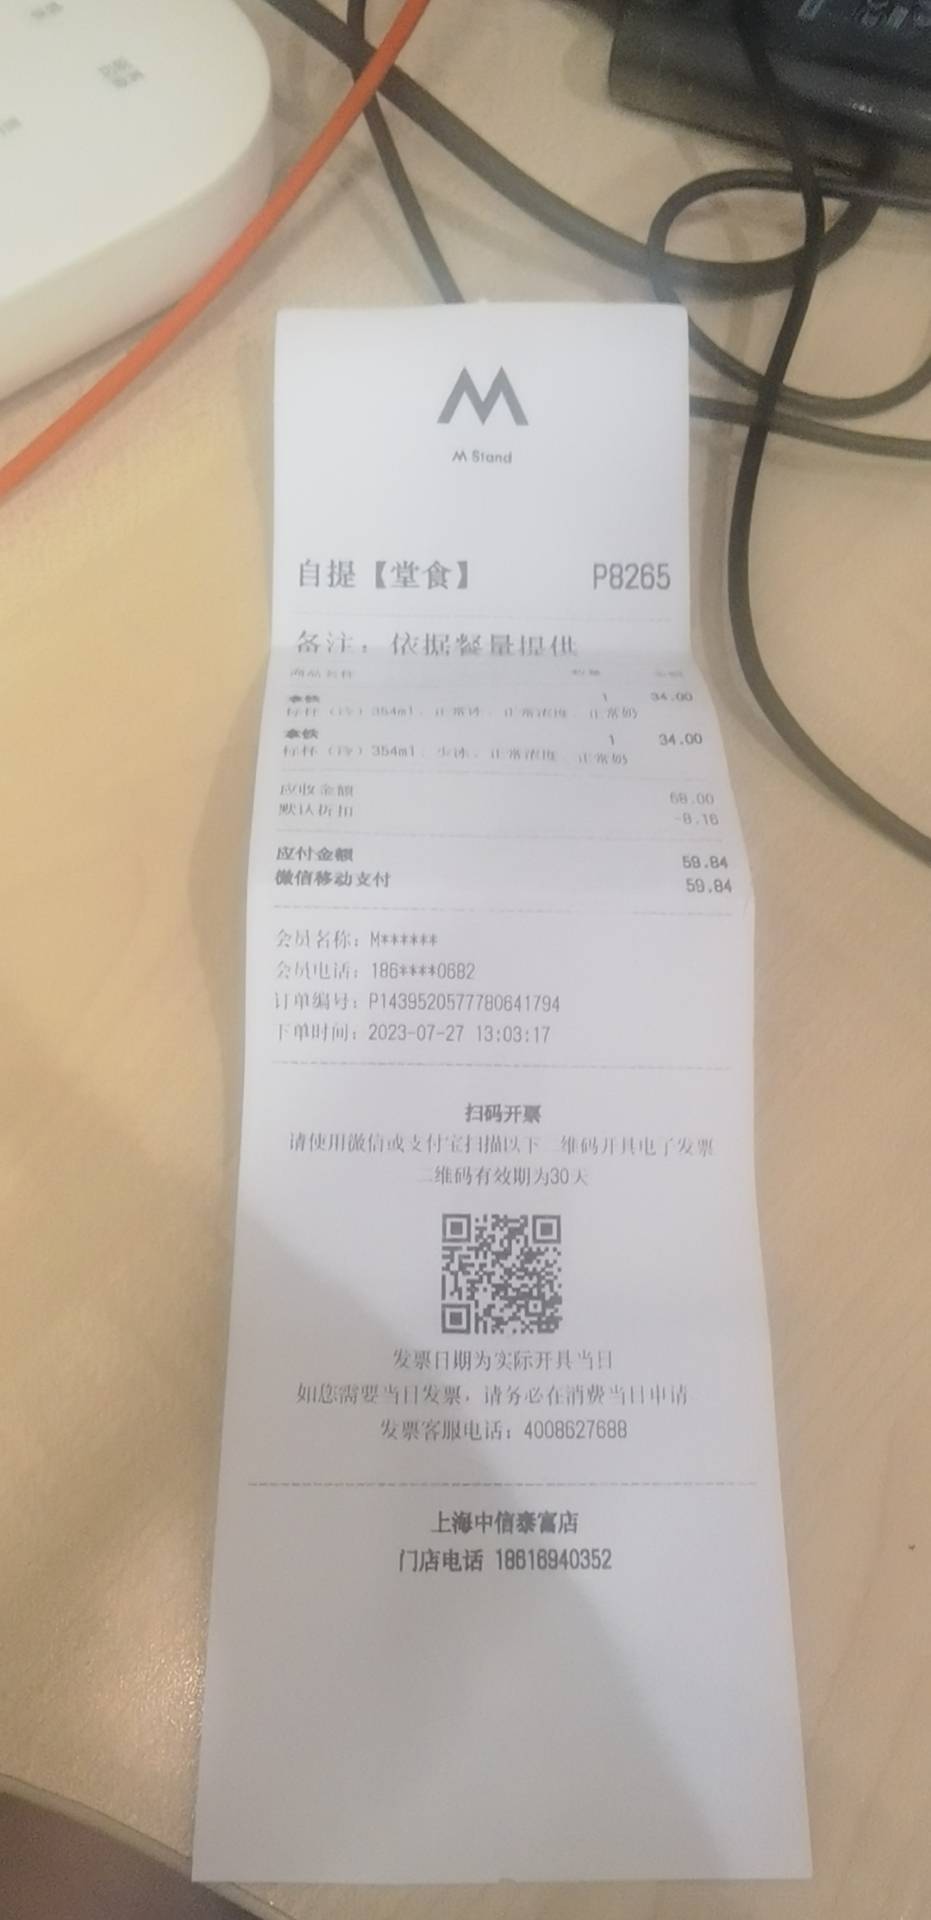 M Stand
自提【堂食】 P8265
备注：依据餐量提供
商品名称 数量 金额
拿铁 1 34.00
标杯（冷）354ml、正常冰、正常浓度、正常奶
拿铁 1 34.00
标杯（冷）354ml、少冰、正常浓度、正常奶
应收金额 68.00
默认折扣 -8.16
应付金额 59.84
微信移动支付 59.84
会员名称：M******
会员电话：186****0682
订单编号：P1439520577780641794
下单时间：2023-07-27 13:03:17
扫码开票
请使用微信或支付宝扫描以下二维码开具电子发票
二维码有效期为30天
发票日期为实际开具当日
如您需要当日发票，请务必在消费当日申请
发票客服电话：4008627688
上海中信泰富店
门店电话 18616940352